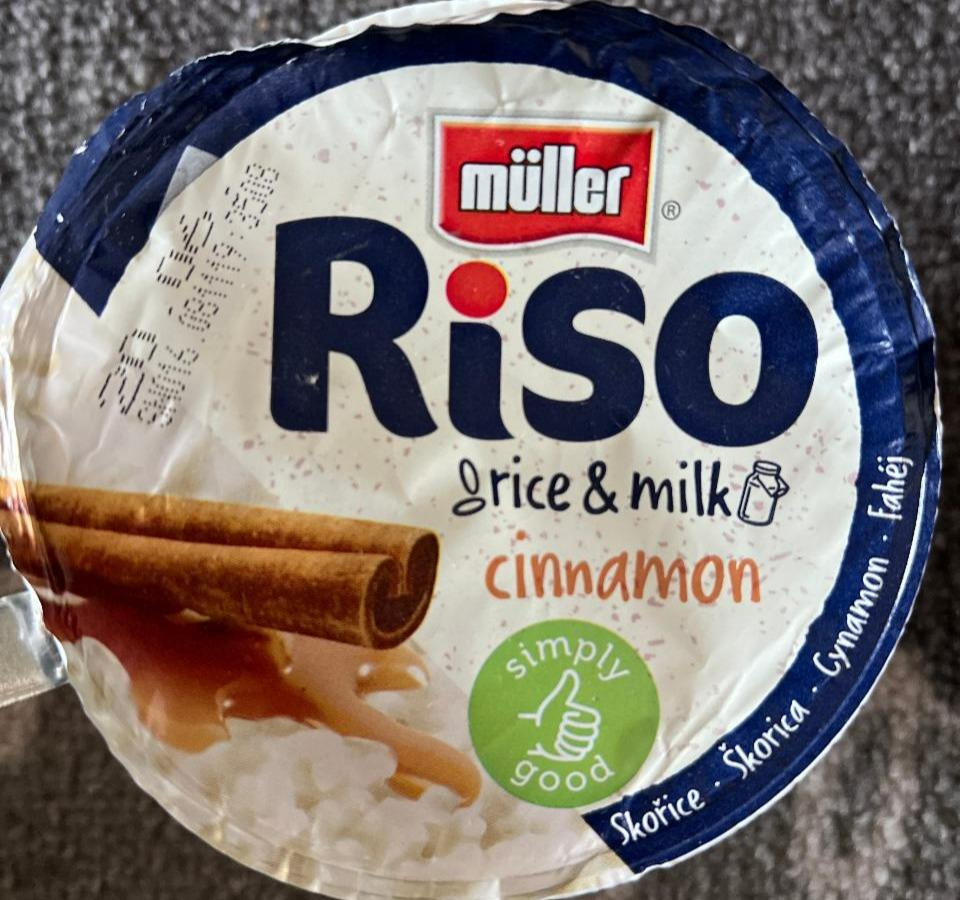 müller
®
Riso
rice & milk
cinnamon
simply
good
Skořice · Škorica · Cynamon · Fahéj